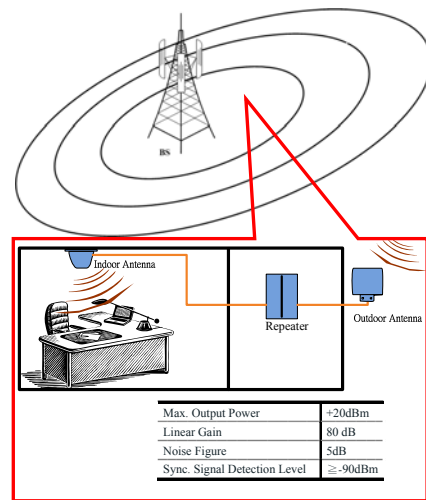 BS
Indoor Antenna
Repeater
Outdoor Antenna
Max. Output Power +20dBm
Linear Gain 80 dB
Noise Figure 5dB
Sync. Signal Detection Level ≧-90dBm